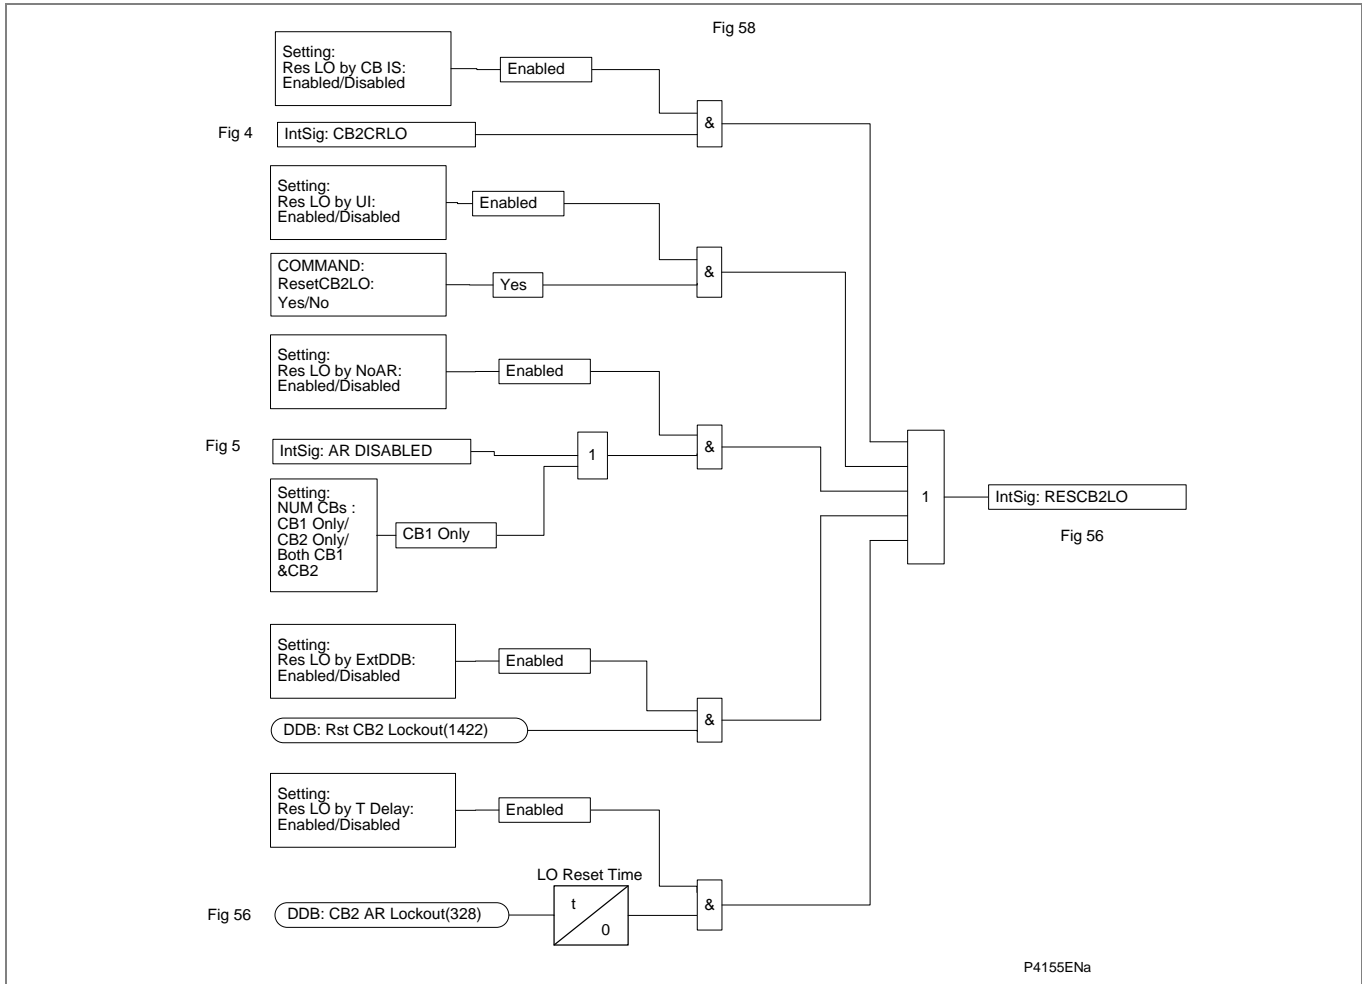 Fig 58
Setting:
Res LO by CB IS:
Enabled/Disabled
Enabled
&
Fig 4
IntSig: CB2CRLO
Setting:
Res LO by UI:
Enabled/Disabled
Enabled
&
COMMAND:
ResetCB2LO:
Yes/No
Yes
Setting:
Res LO by NoAR:
Enabled/Disabled
Enabled
&
Fig 5
IntSig: AR DISABLED
1
Setting:
NUM CBs :
CB1 Only/
CB2 Only/
Both CB1
&CB2
CB1 Only
1
IntSig: RESCB2LO
Fig 56
Setting:
Res LO by ExtDDB:
Enabled/Disabled
Enabled
&
DDB: Rst CB2 Lockout(1422)
Setting:
Res LO by T Delay:
Enabled/Disabled
Enabled
LO Reset Time
t
0
&
Fig 56
DDB: CB2 AR Lockout(328)
P4155ENa